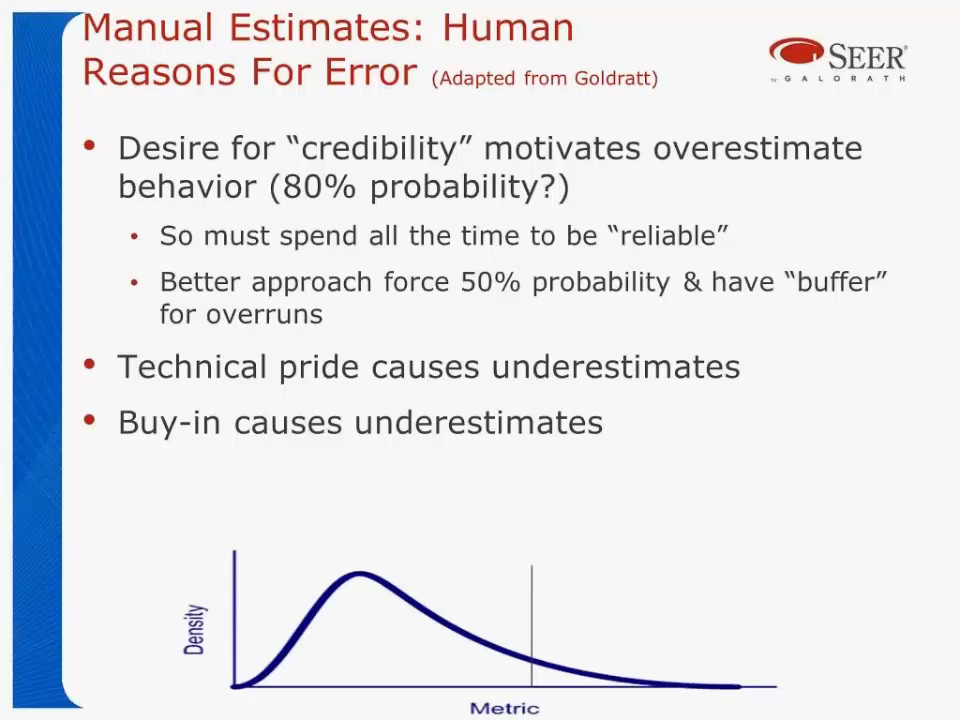 Manual Estimates: Human
Reasons For Error (Adapted from Goldratt)
SEER®
by GALORATH
• Desire for “credibility” motivates overestimate
behavior (80% probability?)
• So must spend all the time to be “reliable”
• Better approach force 50% probability & have “buffer”
for overruns
• Technical pride causes underestimates
• Buy-in causes underestimates
Density
Metric